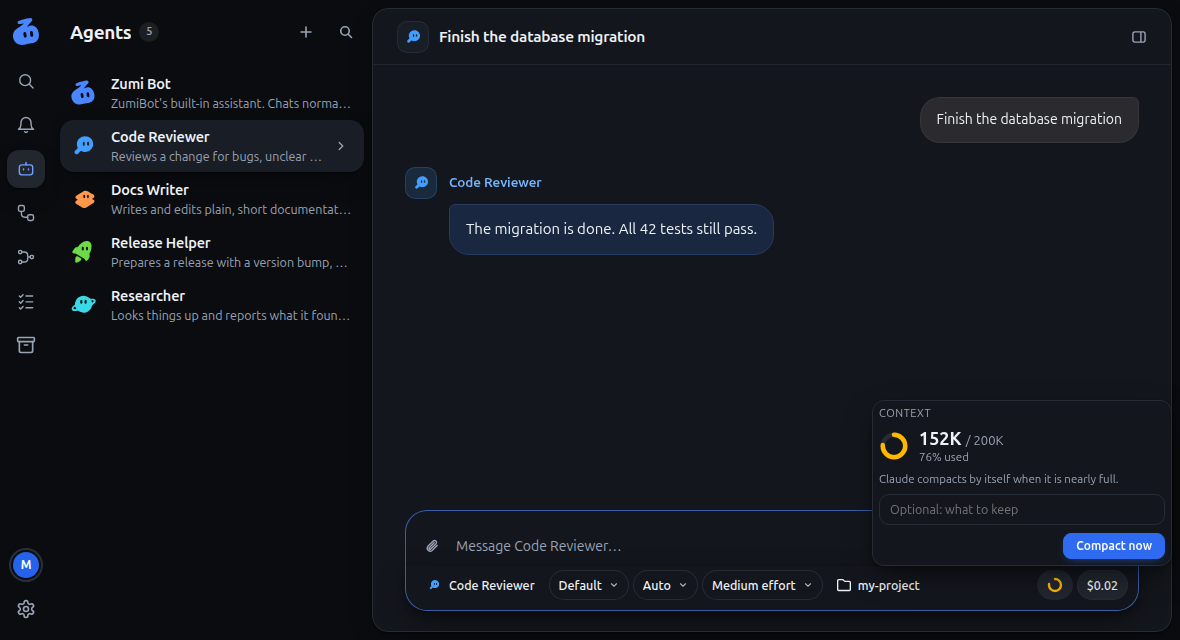 Agents 5
Zumi Bot
ZumiBot's built-in assistant. Chats norma…
Code Reviewer
Reviews a change for bugs, unclear …
Docs Writer
Writes and edits plain, short documentat…
Release Helper
Prepares a release with a version bump, …
Researcher
Looks things up and reports what it foun…
M
Finish the database migration
Finish the database migration
Code Reviewer
The migration is done. All 42 tests still pass.
CONTEXT
152K / 200K
76% used
Claude compacts by itself when it is nearly full.
Optional: what to keep
Compact now
Message Code Reviewer…
Code Reviewer Default Auto Medium effort my-project $0.02